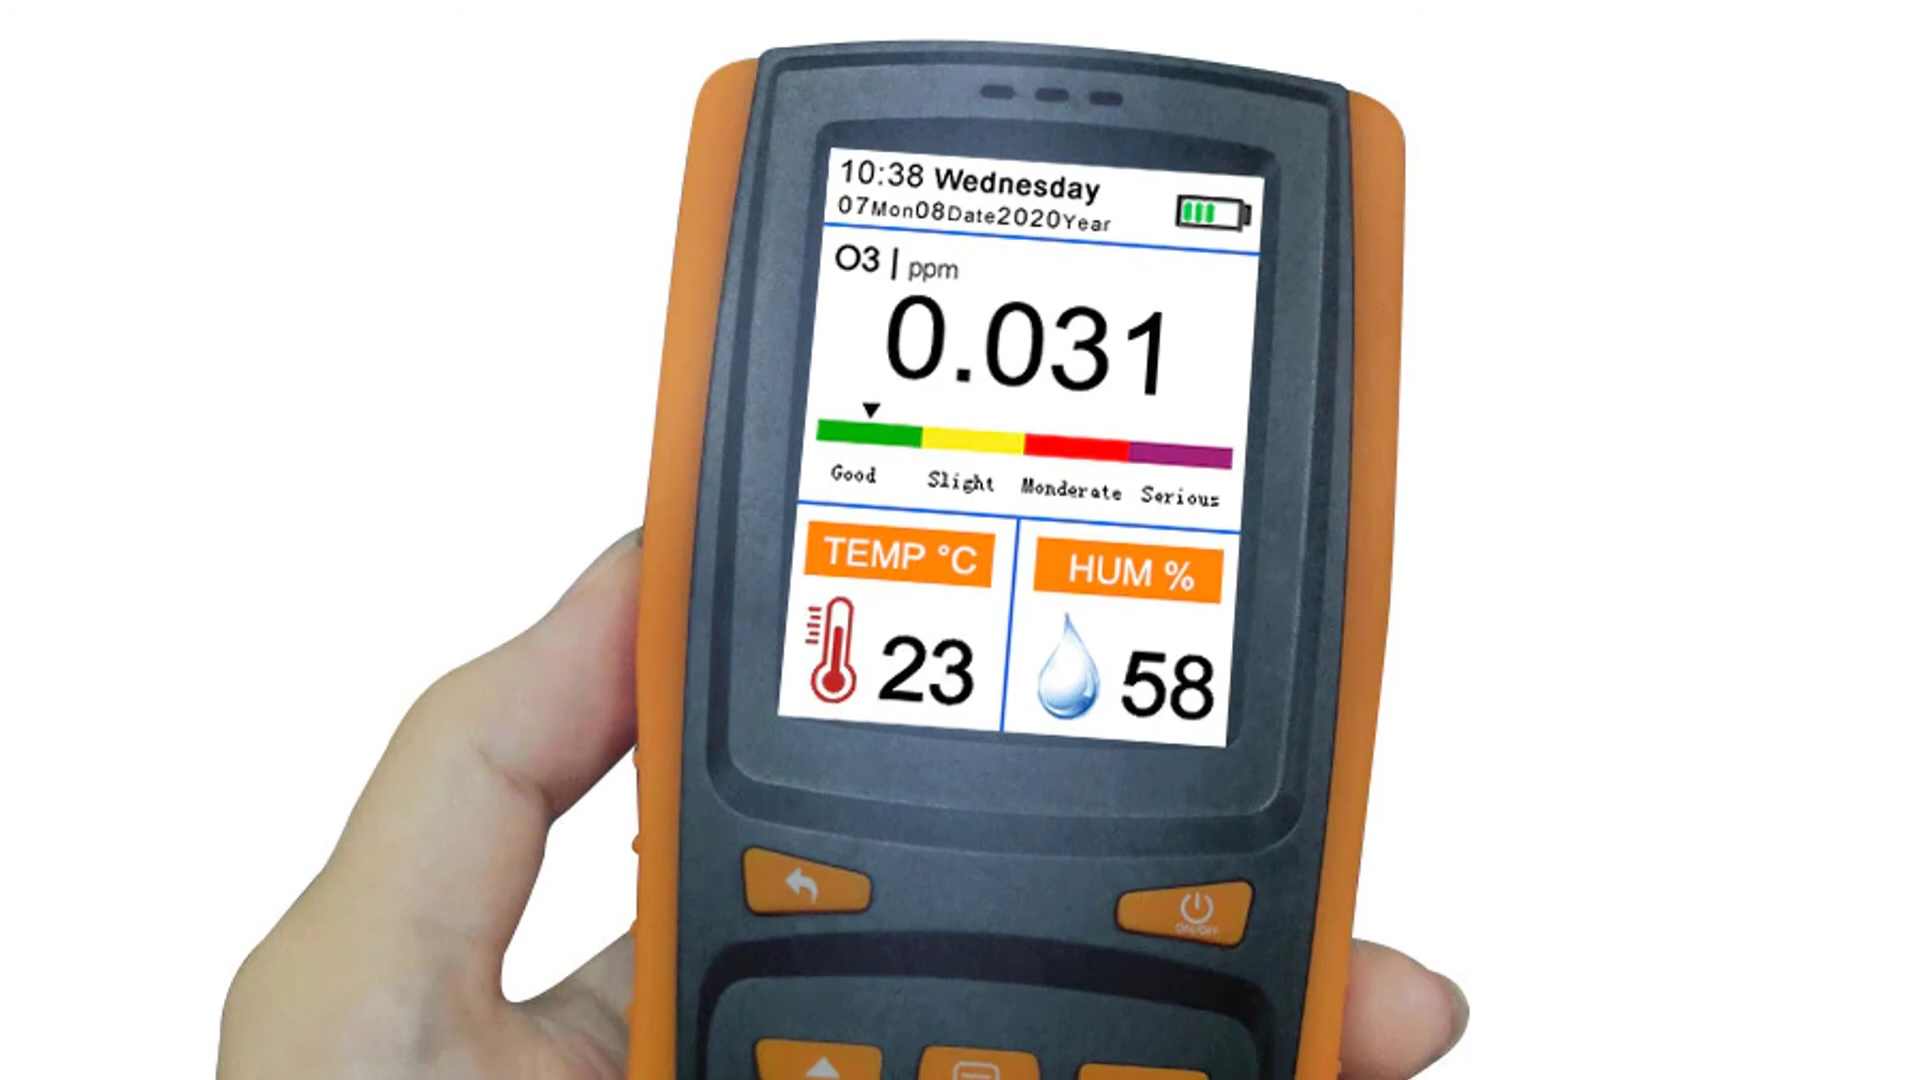 10:38 Wednesday
07Mon08Date2020Year
O3 | ppm
0.031
Good Slight Monderate Serious
TEMP °C HUM %
23 58
ON/OFF